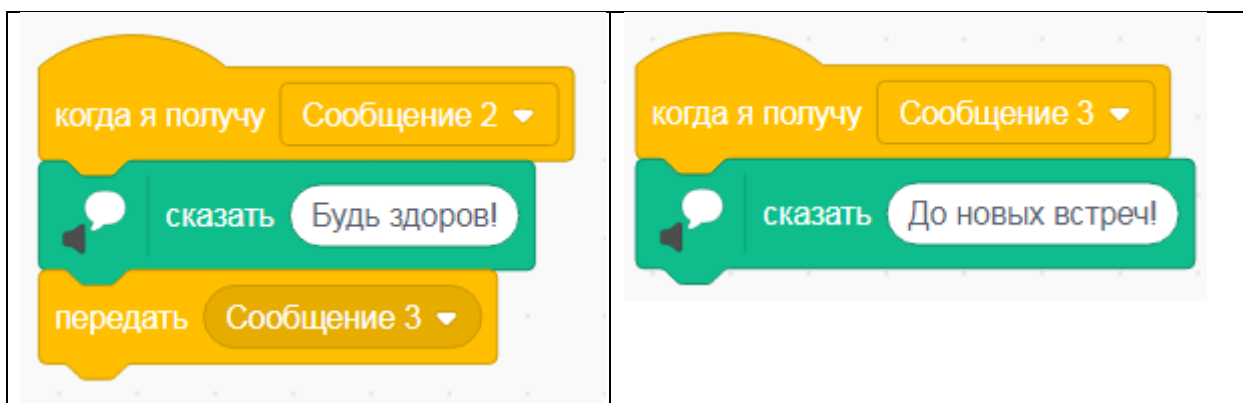 когда я получу Сообщение 2
сказать Будь здоров!
передать Сообщение 3
когда я получу Сообщение 3
сказать До новых встреч!